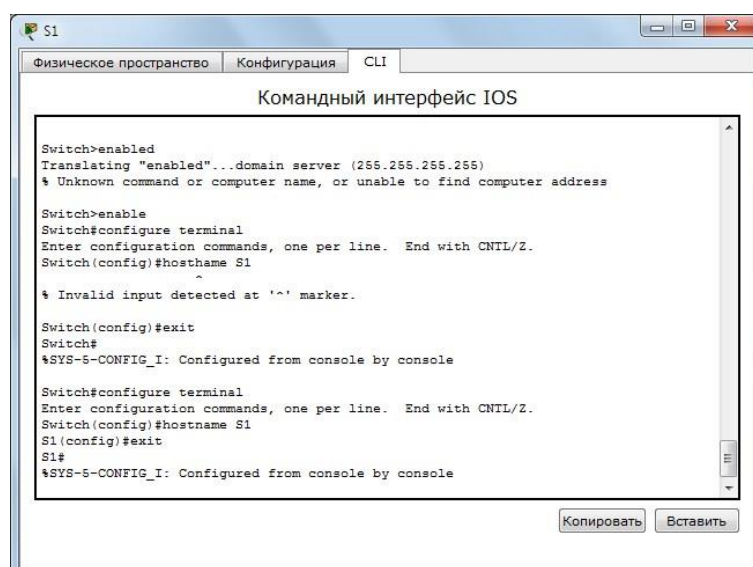 S1
Физическое пространство Конфигурация CLI
Командный интерфейс IOS
Switch>enabled
Translating "enabled"...domain server (255.255.255.255)
% Unknown command or computer name, or unable to find computer address
Switch>enable
Switch#configure terminal
Enter configuration commands, one per line.  End with CNTL/Z.
Switch(config)#hosthame S1
^
% Invalid input detected at '^' marker.
Switch(config)#exit
Switch#
%SYS-5-CONFIG_I: Configured from console by console
Switch#configure terminal
Enter configuration commands, one per line.  End with CNTL/Z.
Switch(config)#hostname S1
S1(config)#exit
S1#
%SYS-5-CONFIG_I: Configured from console by console
Копировать Вставить